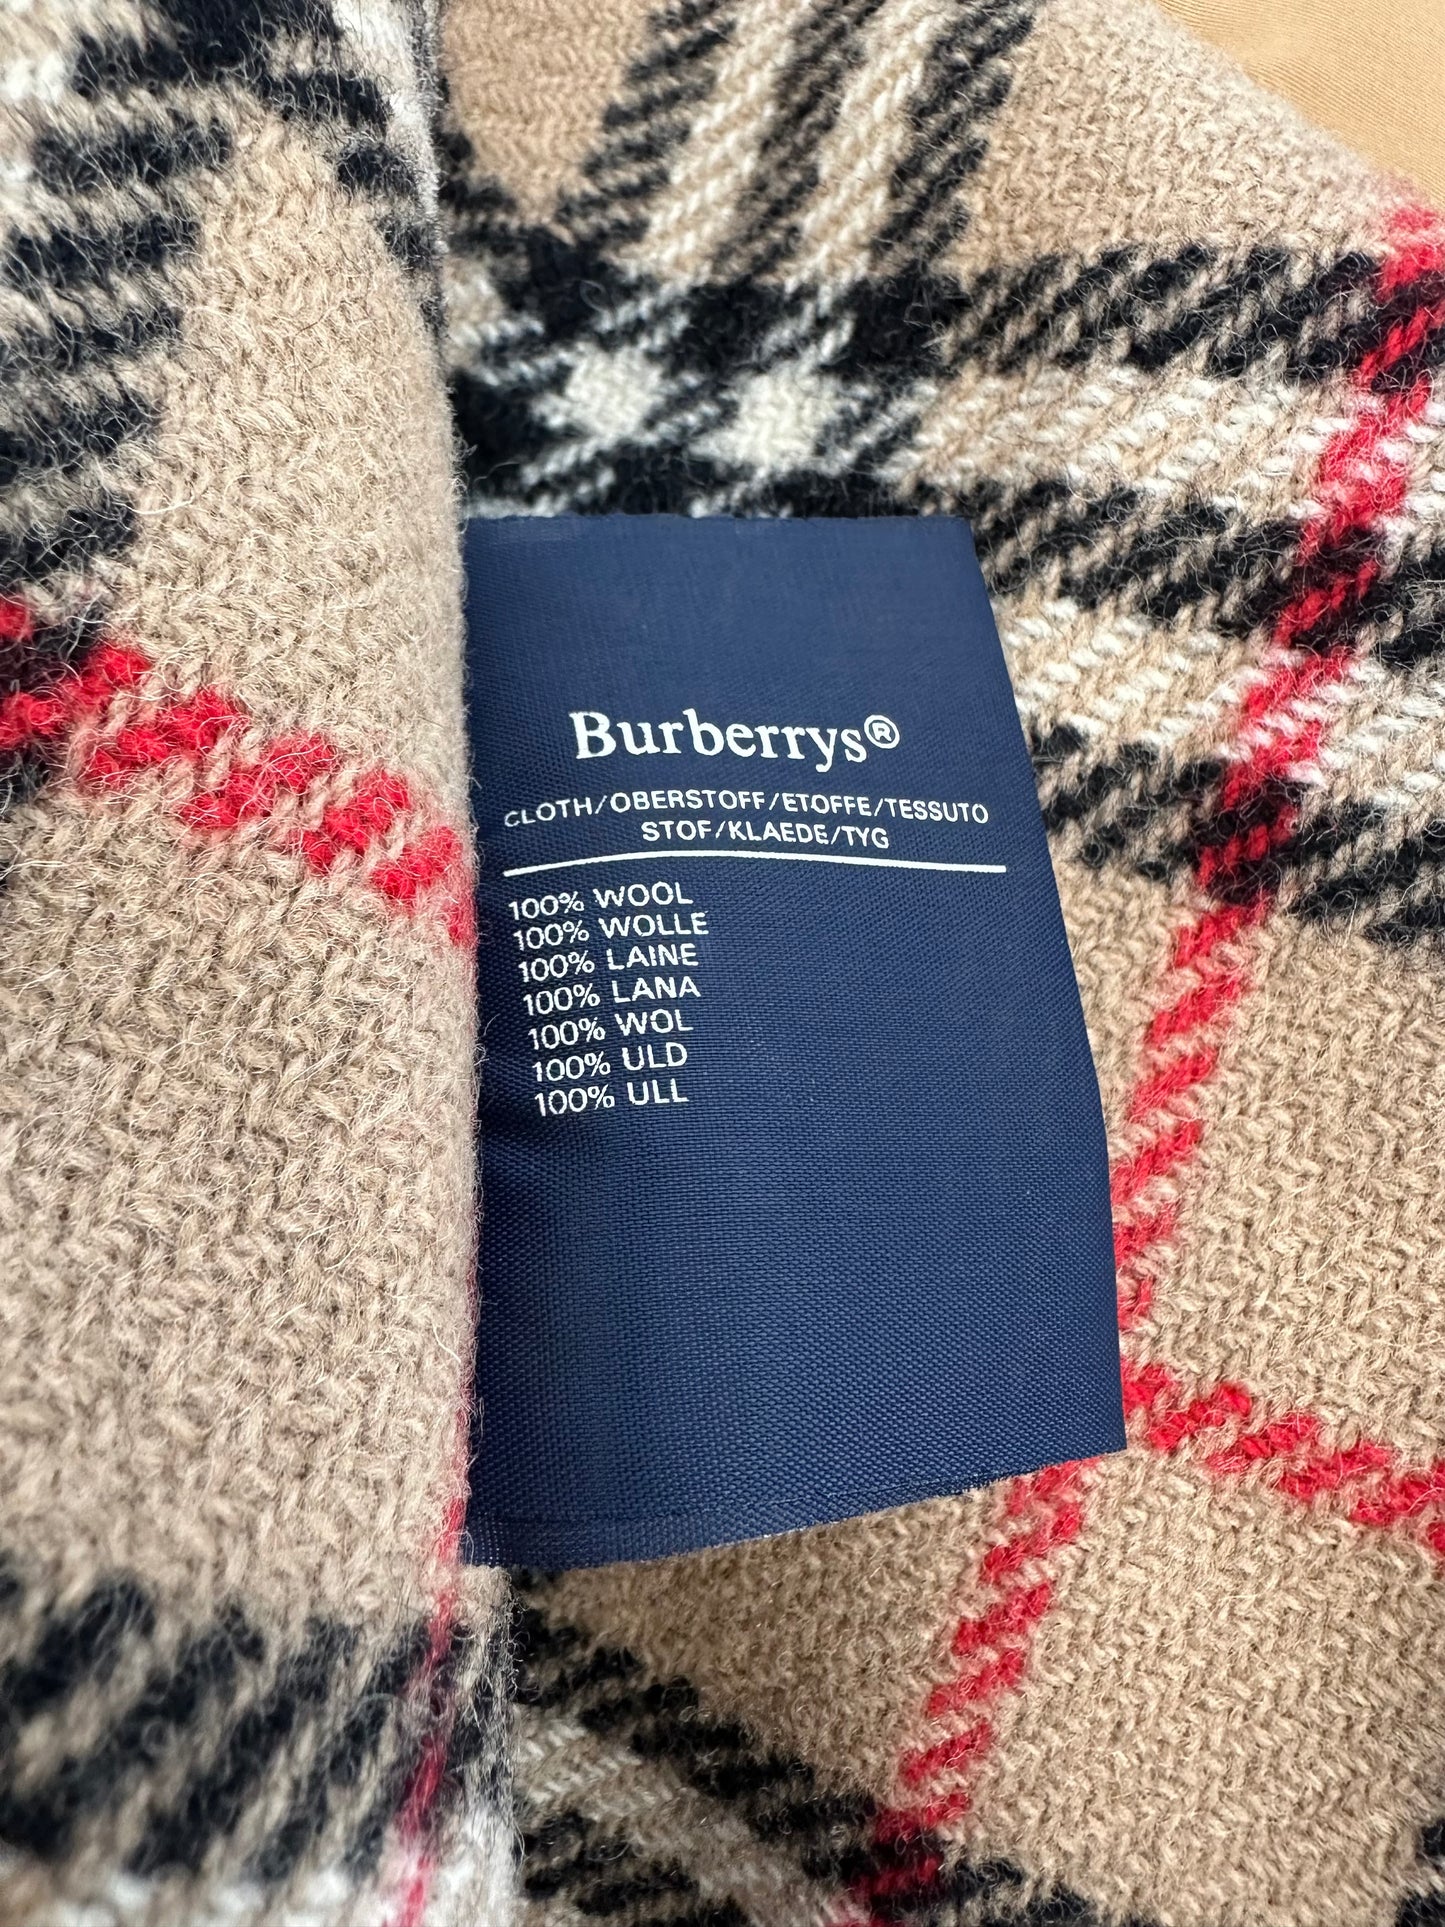 Burberrys®
CLOTH/OBERSTOFF/ETOFFE/TESSUTO
STOF/KLAEDE/TYG
100% WOOL
100% WOLLE
100% LAINE
100% LANA
100% WOL
100% ULD
100% ULL